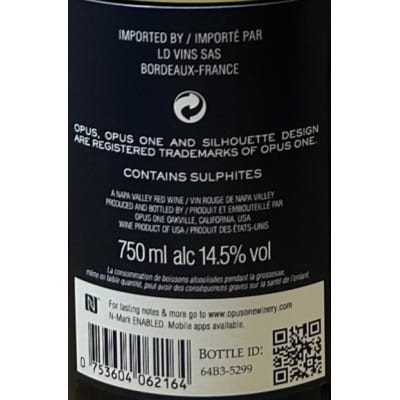 IMPORTED BY / IMPORTÉ PAR
LD VINS SAS
BORDEAUX-FRANCE
OPUS, OPUS ONE AND SILHOUETTE DESIGN
ARE REGISTERED TRADEMARKS OF OPUS ONE.
CONTAINS SULPHITES
A NAPA VALLEY RED WINE / VIN ROUGE DE NAPA VALLEY
PRODUCED AND BOTTLED BY / PRODUIT ET EMBOUTEILLÉ PAR
OPUS ONE OAKVILLE, CALIFORNIA, USA
WINE PRODUCT OF USA / PRODUIT DES ÉTATS-UNIS
750 ml alc 14.5% vol
La consommation de boissons alcoolisées pendant la grossesse,
même en faible quantité, peut avoir des conséquences graves sur la santé de l'enfant.
For tasting notes & more go to www.opusonewinery.com
N-Mark ENABLED. Mobile apps available.
BOTTLE ID:
64B3-5299
0 753604 062164